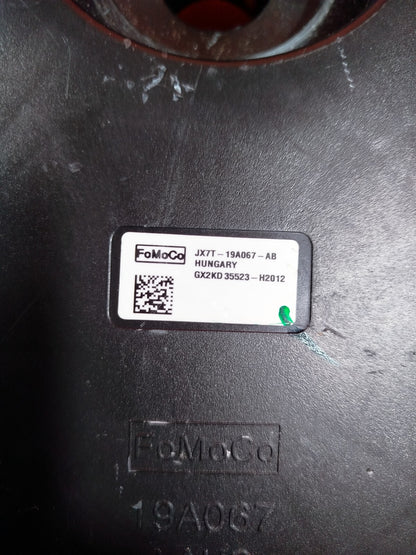 FoMoCo
JX7T-19A067-AB
HUNGARY
GX2KD 35523-H2012
FoMoCo
19A067